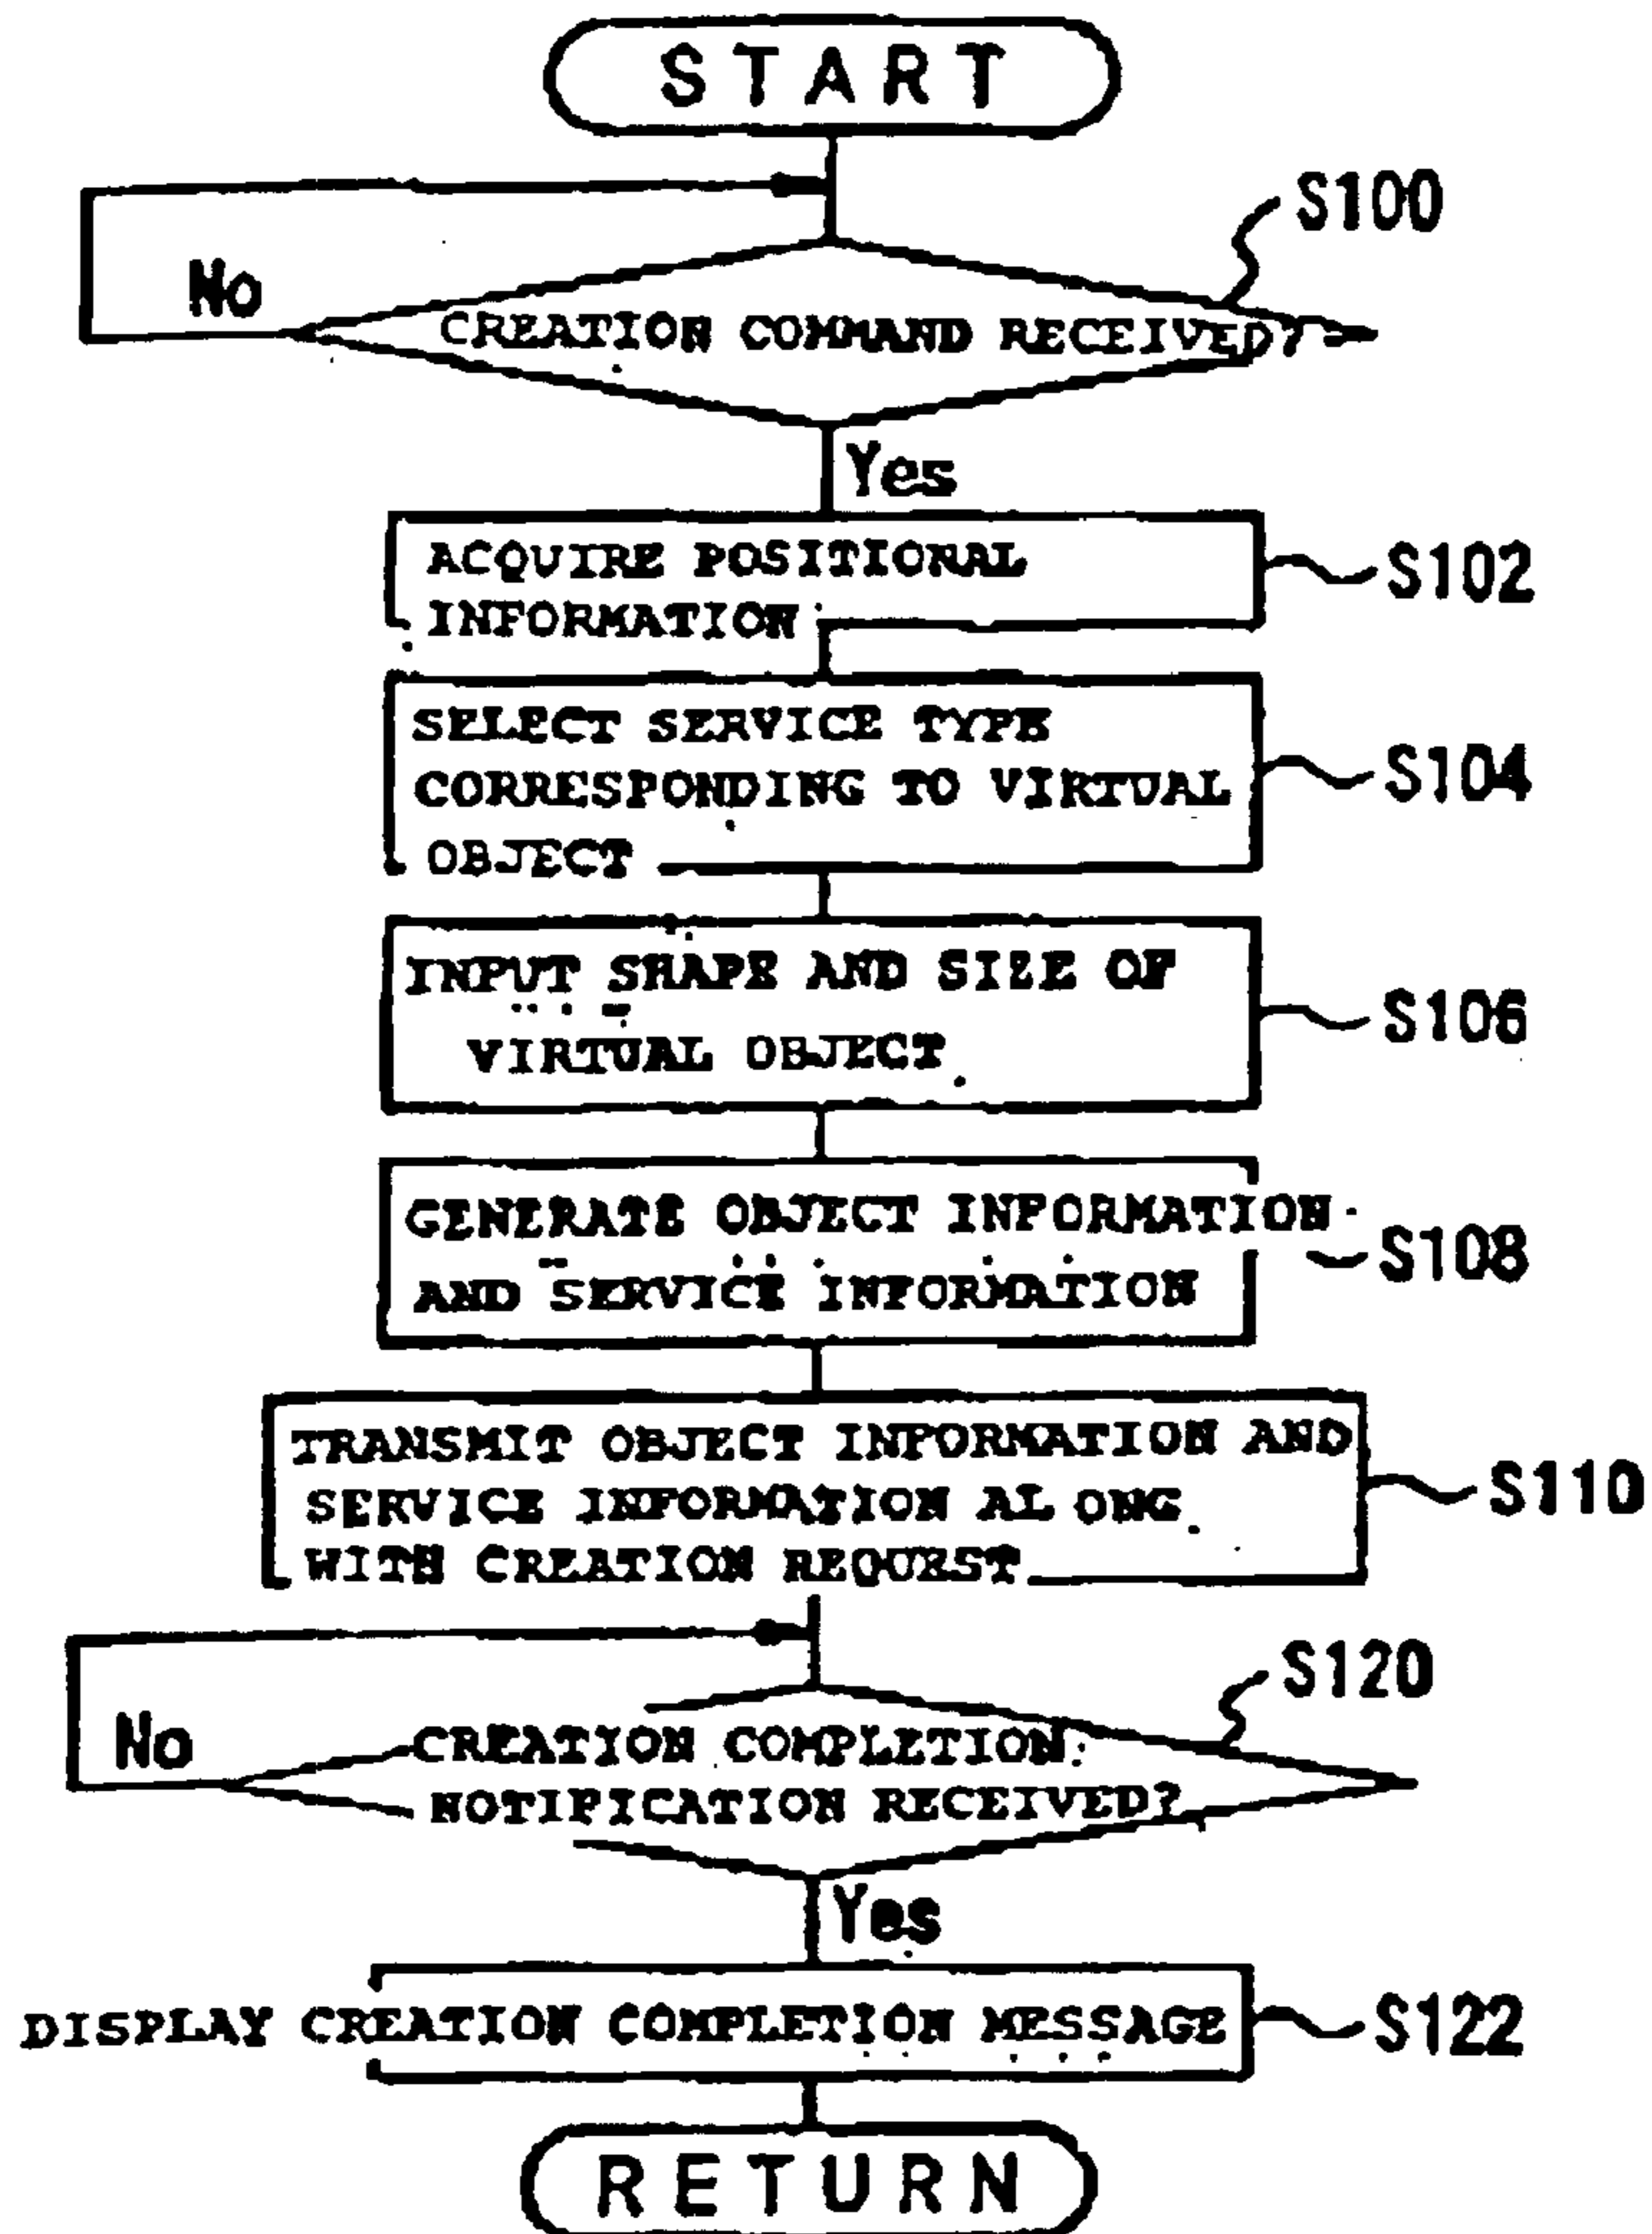 START
S100
No
CREATION COMMAND RECEIVED?
Yes
ACQUIRE POSITIONAL
INFORMATION
S102
SELECT SERVICE TYPE
CORRESPONDING TO VIRTUAL
OBJECT
S104
INPUT SHAPE AND SIZE OF
VIRTUAL OBJECT
S106
GENERATE OBJECT INFORMATION
AND SERVICE INFORMATION
S108
TRANSMIT OBJECT INFORMATION AND
SERVICE INFORMATION AL ONG
WITH CREATION REQUEST
S110
S120
No
CREATION COMPLETION
NOTIFICATION RECEIVED?
Yes
DISPLAY CREATION COMPLETION MESSAGE
S122
RETURN